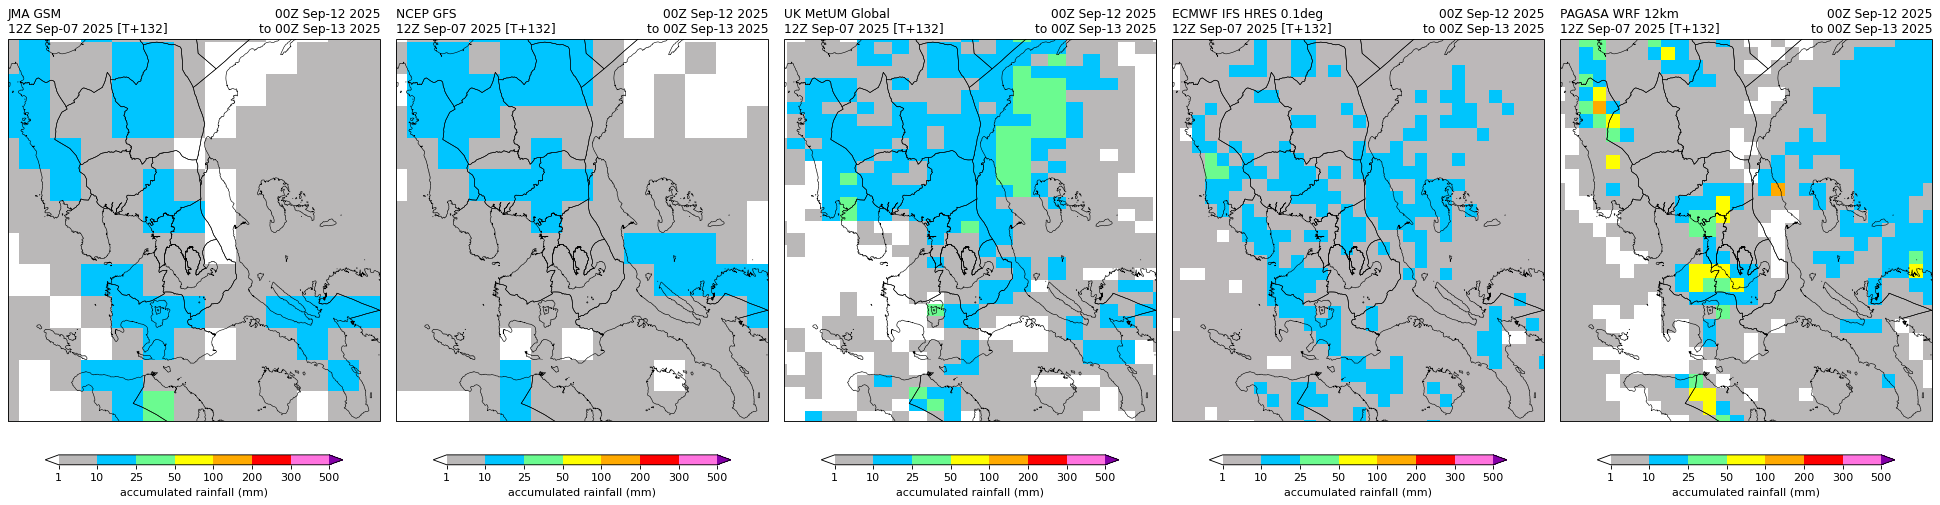 JMA GSM 00Z Sep-12 2025
12Z Sep-07 2025 [T+132] to 00Z Sep-13 2025
NCEP GFS 00Z Sep-12 2025
12Z Sep-07 2025 [T+132] to 00Z Sep-13 2025
UK MetUM Global 00Z Sep-12 2025
12Z Sep-07 2025 [T+132] to 00Z Sep-13 2025
ECMWF IFS HRES 0.1deg 00Z Sep-12 2025
12Z Sep-07 2025 [T+132] to 00Z Sep-13 2025
PAGASA WRF 12km 00Z Sep-12 2025
12Z Sep-07 2025 [T+132] to 00Z Sep-13 2025
1 10 25 50 100 200 300 500
accumulated rainfall (mm)
1 10 25 50 100 200 300 500
accumulated rainfall (mm)
1 10 25 50 100 200 300 500
accumulated rainfall (mm)
1 10 25 50 100 200 300 500
accumulated rainfall (mm)
1 10 25 50 100 200 300 500
accumulated rainfall (mm)